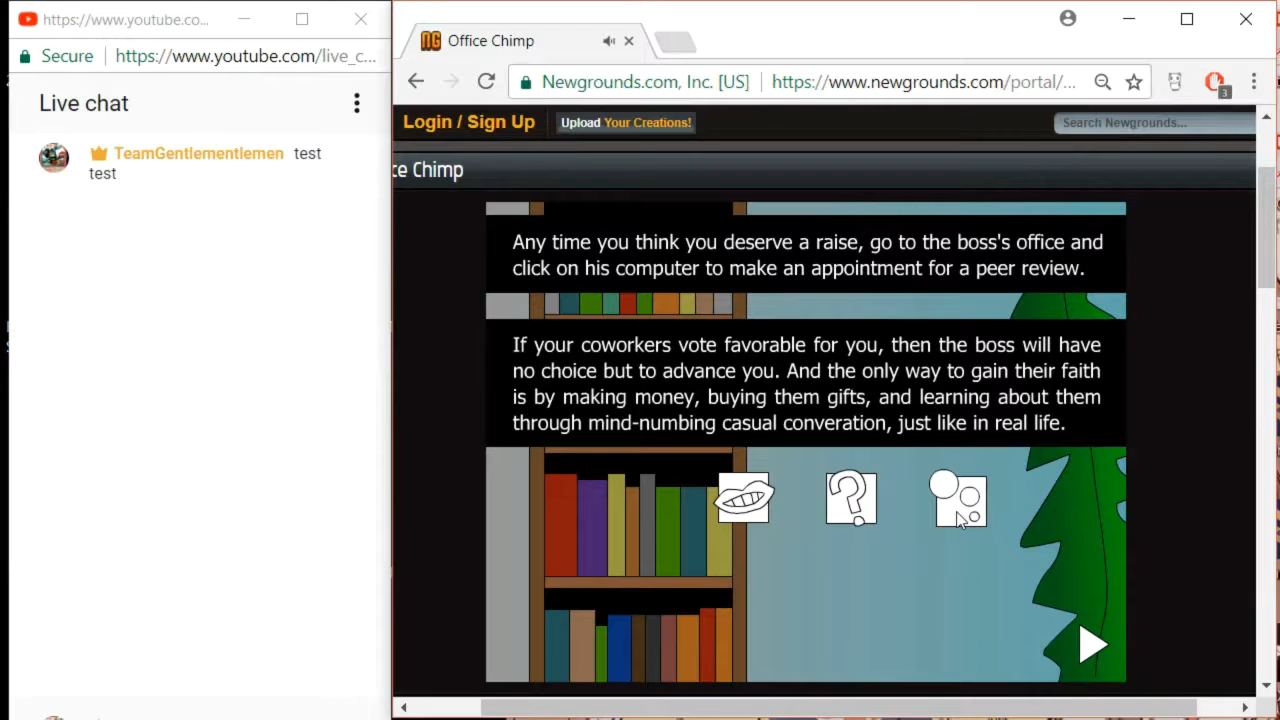 https://www.youtube.co...
Secure
https://www.youtube.com/live_c...
Live chat
TeamGentlementlemen test
test
NG
Office Chimp
Newgrounds.com, Inc. [US]
https://www.newgrounds.com/portal/...
3
Login / Sign Up
Upload Your Creations!
Search Newgrounds...
ce Chimp
Any time you think you deserve a raise, go to the boss's office and
click on his computer to make an appointment for a peer review.
If your coworkers vote favorable for you, then the boss will have
no choice but to advance you. And the only way to gain their faith
is by making money, buying them gifts, and learning about them
through mind-numbing casual converation, just like in real life.
?